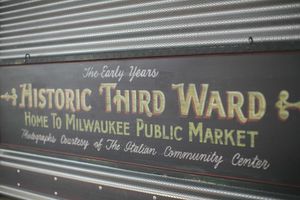 The Early Years
HISTORIC THIRD WARD
HOME TO MILWAUKEE PUBLIC MARKET
Photographs Courtesy of The Italian Community Center